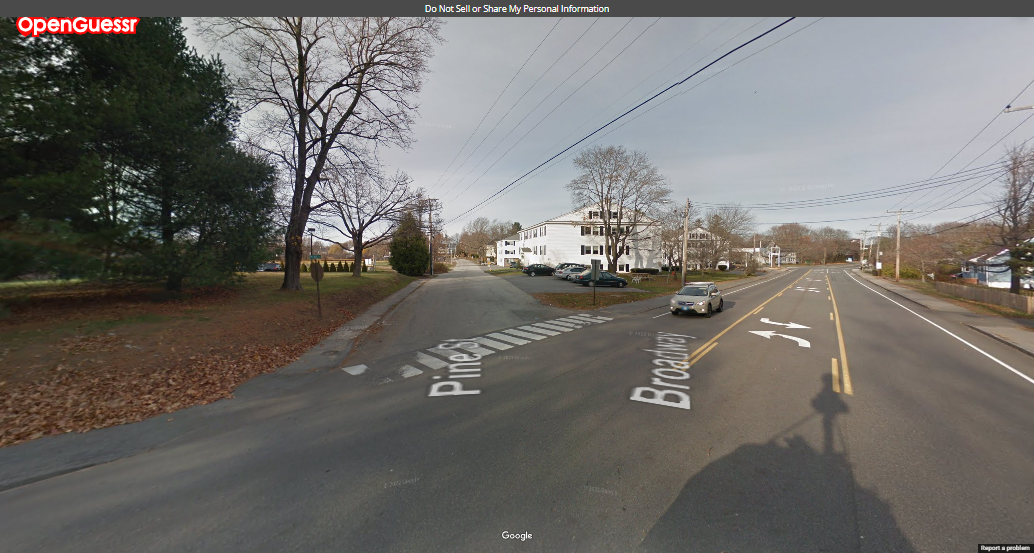 Do Not Sell or Share My Personal Information
OpenGuessr
Pine St
Broadway
Google
Report a problem